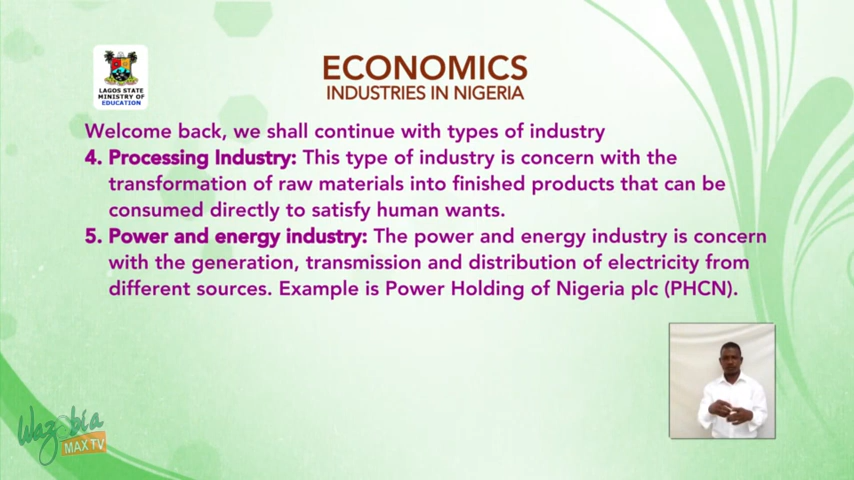 ECONOMICS
INDUSTRIES IN NIGERIA
LAGOS STATE
MINISTRY OF
EDUCATION
Welcome back, we shall continue with types of industry
4. Processing Industry: This type of industry is concern with the
transformation of raw materials into finished products that can be
consumed directly to satisfy human wants.
5. Power and energy industry: The power and energy industry is concern
with the generation, transmission and distribution of electricity from
different sources. Example is Power Holding of Nigeria plc (PHCN).
Wazobia
MAX TV